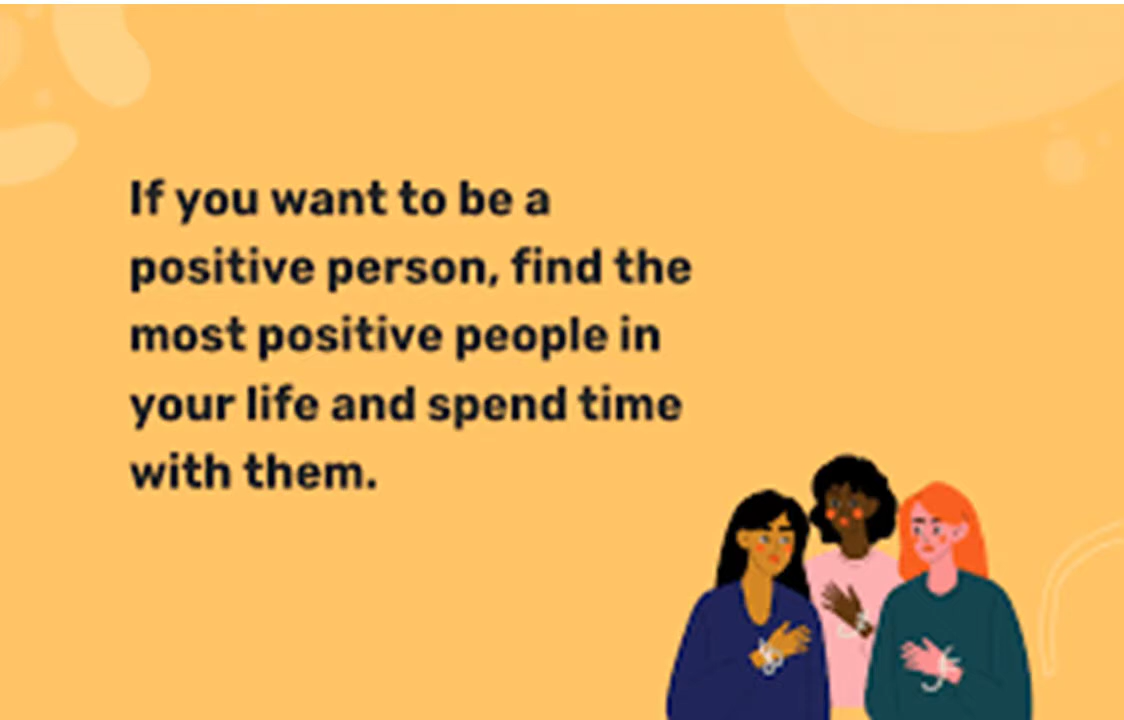 If you want to be a
positive person, find the
most positive people in
your life and spend time
with them.